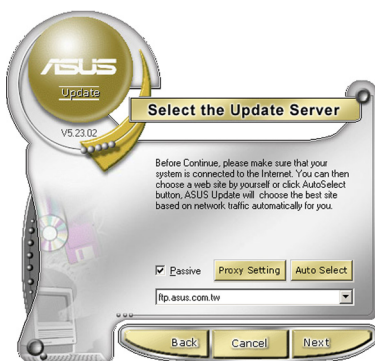 ASUS
Update
V5.23.02
Select the Update Server
Before Continue, please make sure that your
system is connected to the Internet. You can then
choose a web site by yourself or click AutoSelect
button, ASUS Update will choose the best site
based on network traffic automatically for you.
Passive
Proxy Setting
Auto Select
ftp.asus.com.tw
Back
Cancel
Next